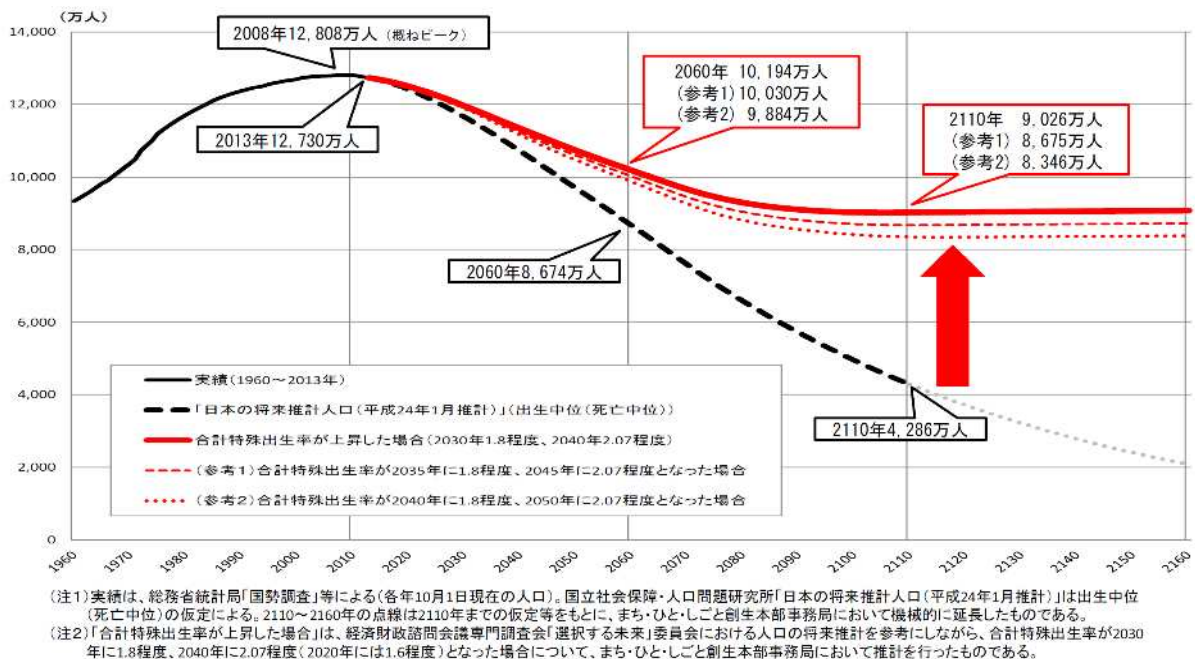 (万人)
14,000
12,000
10,000
8,000
6,000
4,000
2,000
0
2008年12,808万人(概ねピーク)
2013年12,730万人
2060年 10,194万人
(参考1) 10,030万人
(参考2) 9,884万人
2110年 9,026万人
(参考1) 8,675万人
(参考2) 8,346万人
2060年8,674万人
2110年4,286万人
実績(1960～2013年)
「日本の将来推計人口(平成24年1月推計)」(出生中位(死亡中位))
合計特殊出生率が上昇した場合(2030年1.8程度、2040年2.07程度)
(参考1)合計特殊出生率が2035年に1.8程度、2045年に2.07程度となった場合
(参考2)合計特殊出生率が2040年に1.8程度、2050年に2.07程度となった場合
1960
1970
1980
1990
2000
2010
2020
2030
2040
2050
2060
2070
2080
2090
2100
2110
2120
2130
2140
2150
2160
(注1)実績は、総務省統計局「国勢調査」等による(各年10月1日現在の人口)。国立社会保障・人口問題研究所「日本の将来推計人口(平成24年1月推計)」は出生中位
(死亡中位)の仮定による。2110～2160年の点線は2110年までの仮定等をもとに、まち・ひと・しごと創生本部事務局において機械的に延長したものである。
(注2)「合計特殊出生率が上昇した場合」は、経済財政諮問会議専門調査会「選択する未来」委員会における人口の将来推計を参考にしながら、合計特殊出生率が2030
年に1.8程度、2040年に2.07程度(2020年には1.6程度)となった場合について、まち・ひと・しごと創生本部事務局において推計を行ったものである。